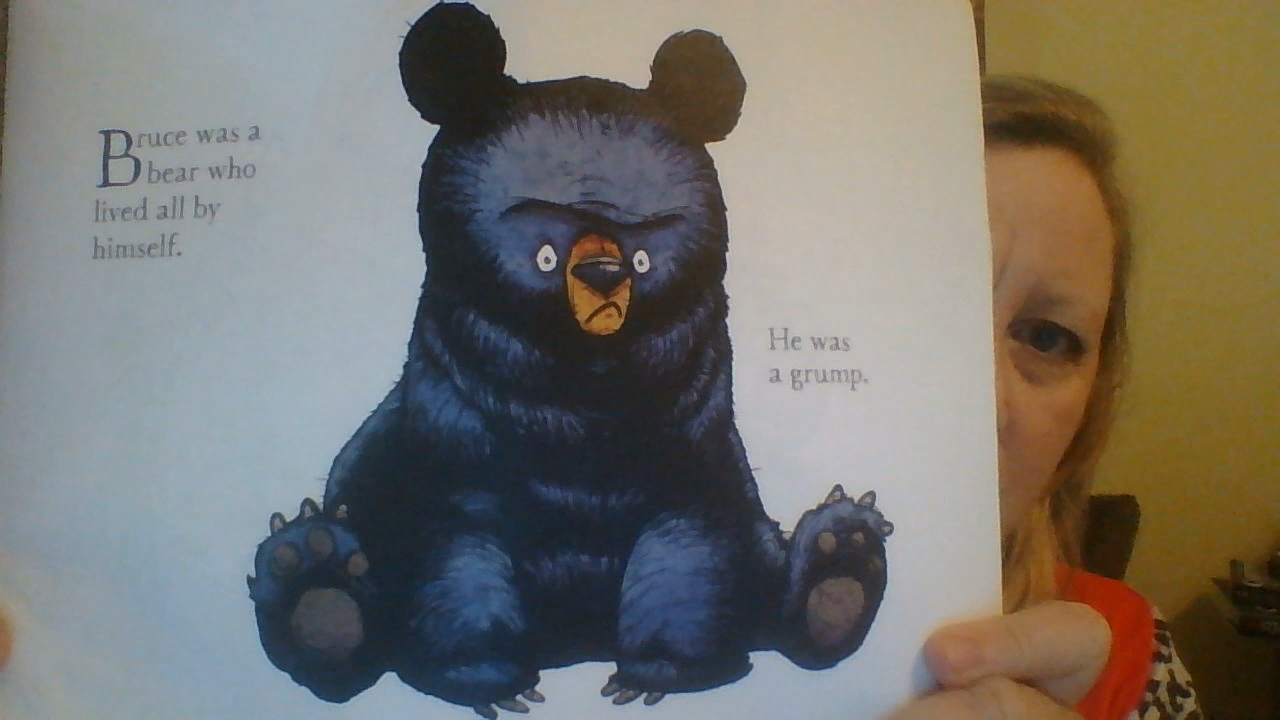 Bruce was a
bear who
lived all by
himself.
He was
a grump.